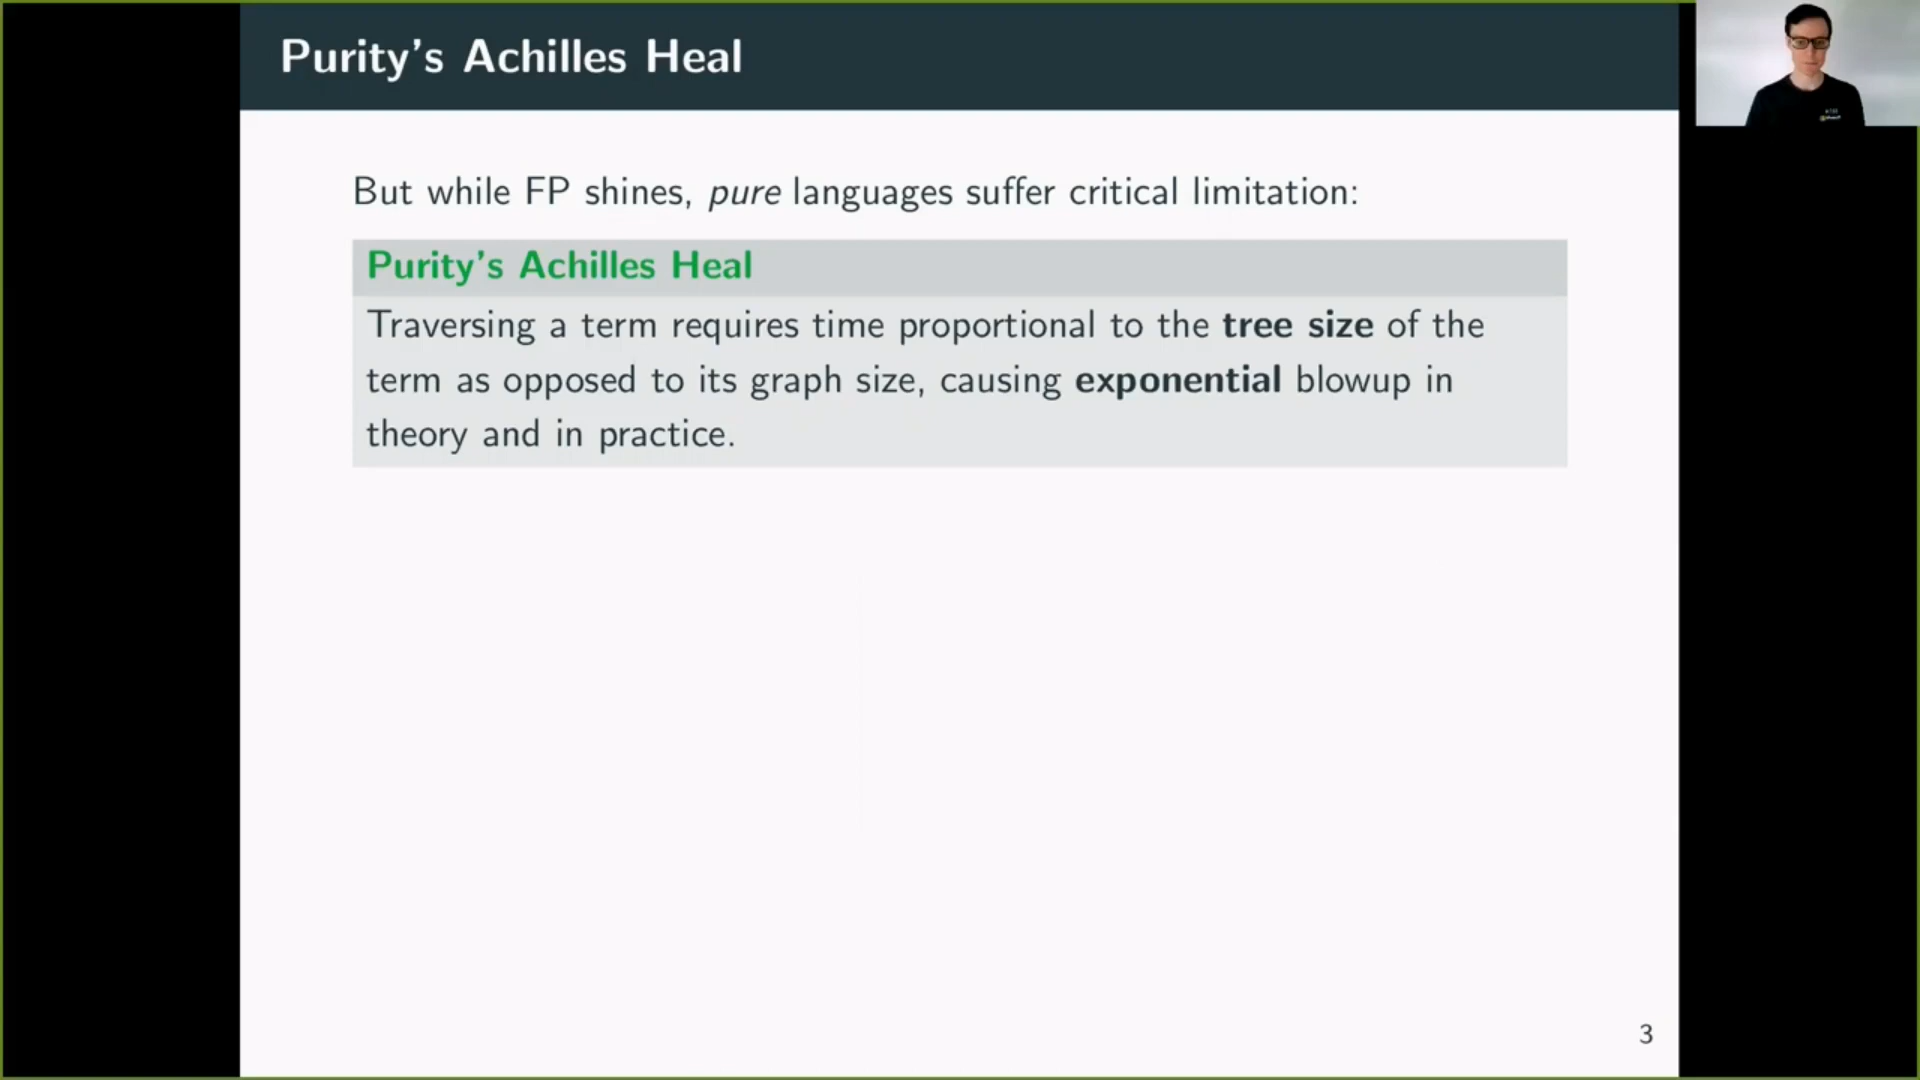 Purity's Achilles Heal
But while FP shines, pure languages suffer critical limitation:
Purity's Achilles Heal
Traversing a term requires time proportional to the tree size of the
term as opposed to its graph size, causing exponential blowup in
theory and in practice.
3